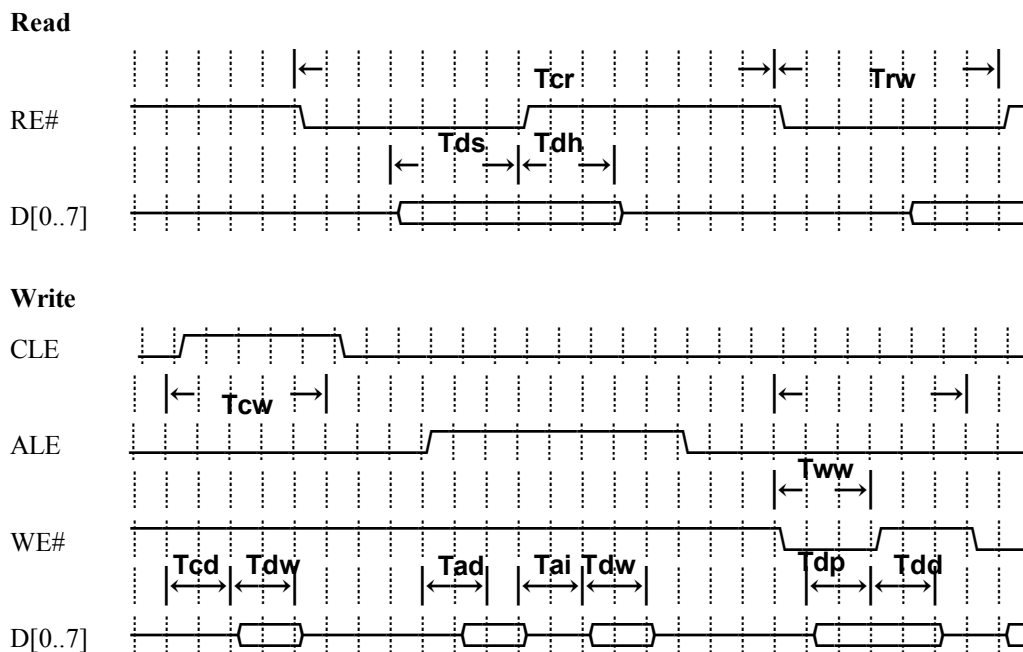 Read
Tcr Trw
RE#
Tds Tdh
D[0..7]
Write
CLE
Tcw
ALE
Tww
WE#
Tcd Tdw Tad Tai Tdw Tdp Tdd
D[0..7]